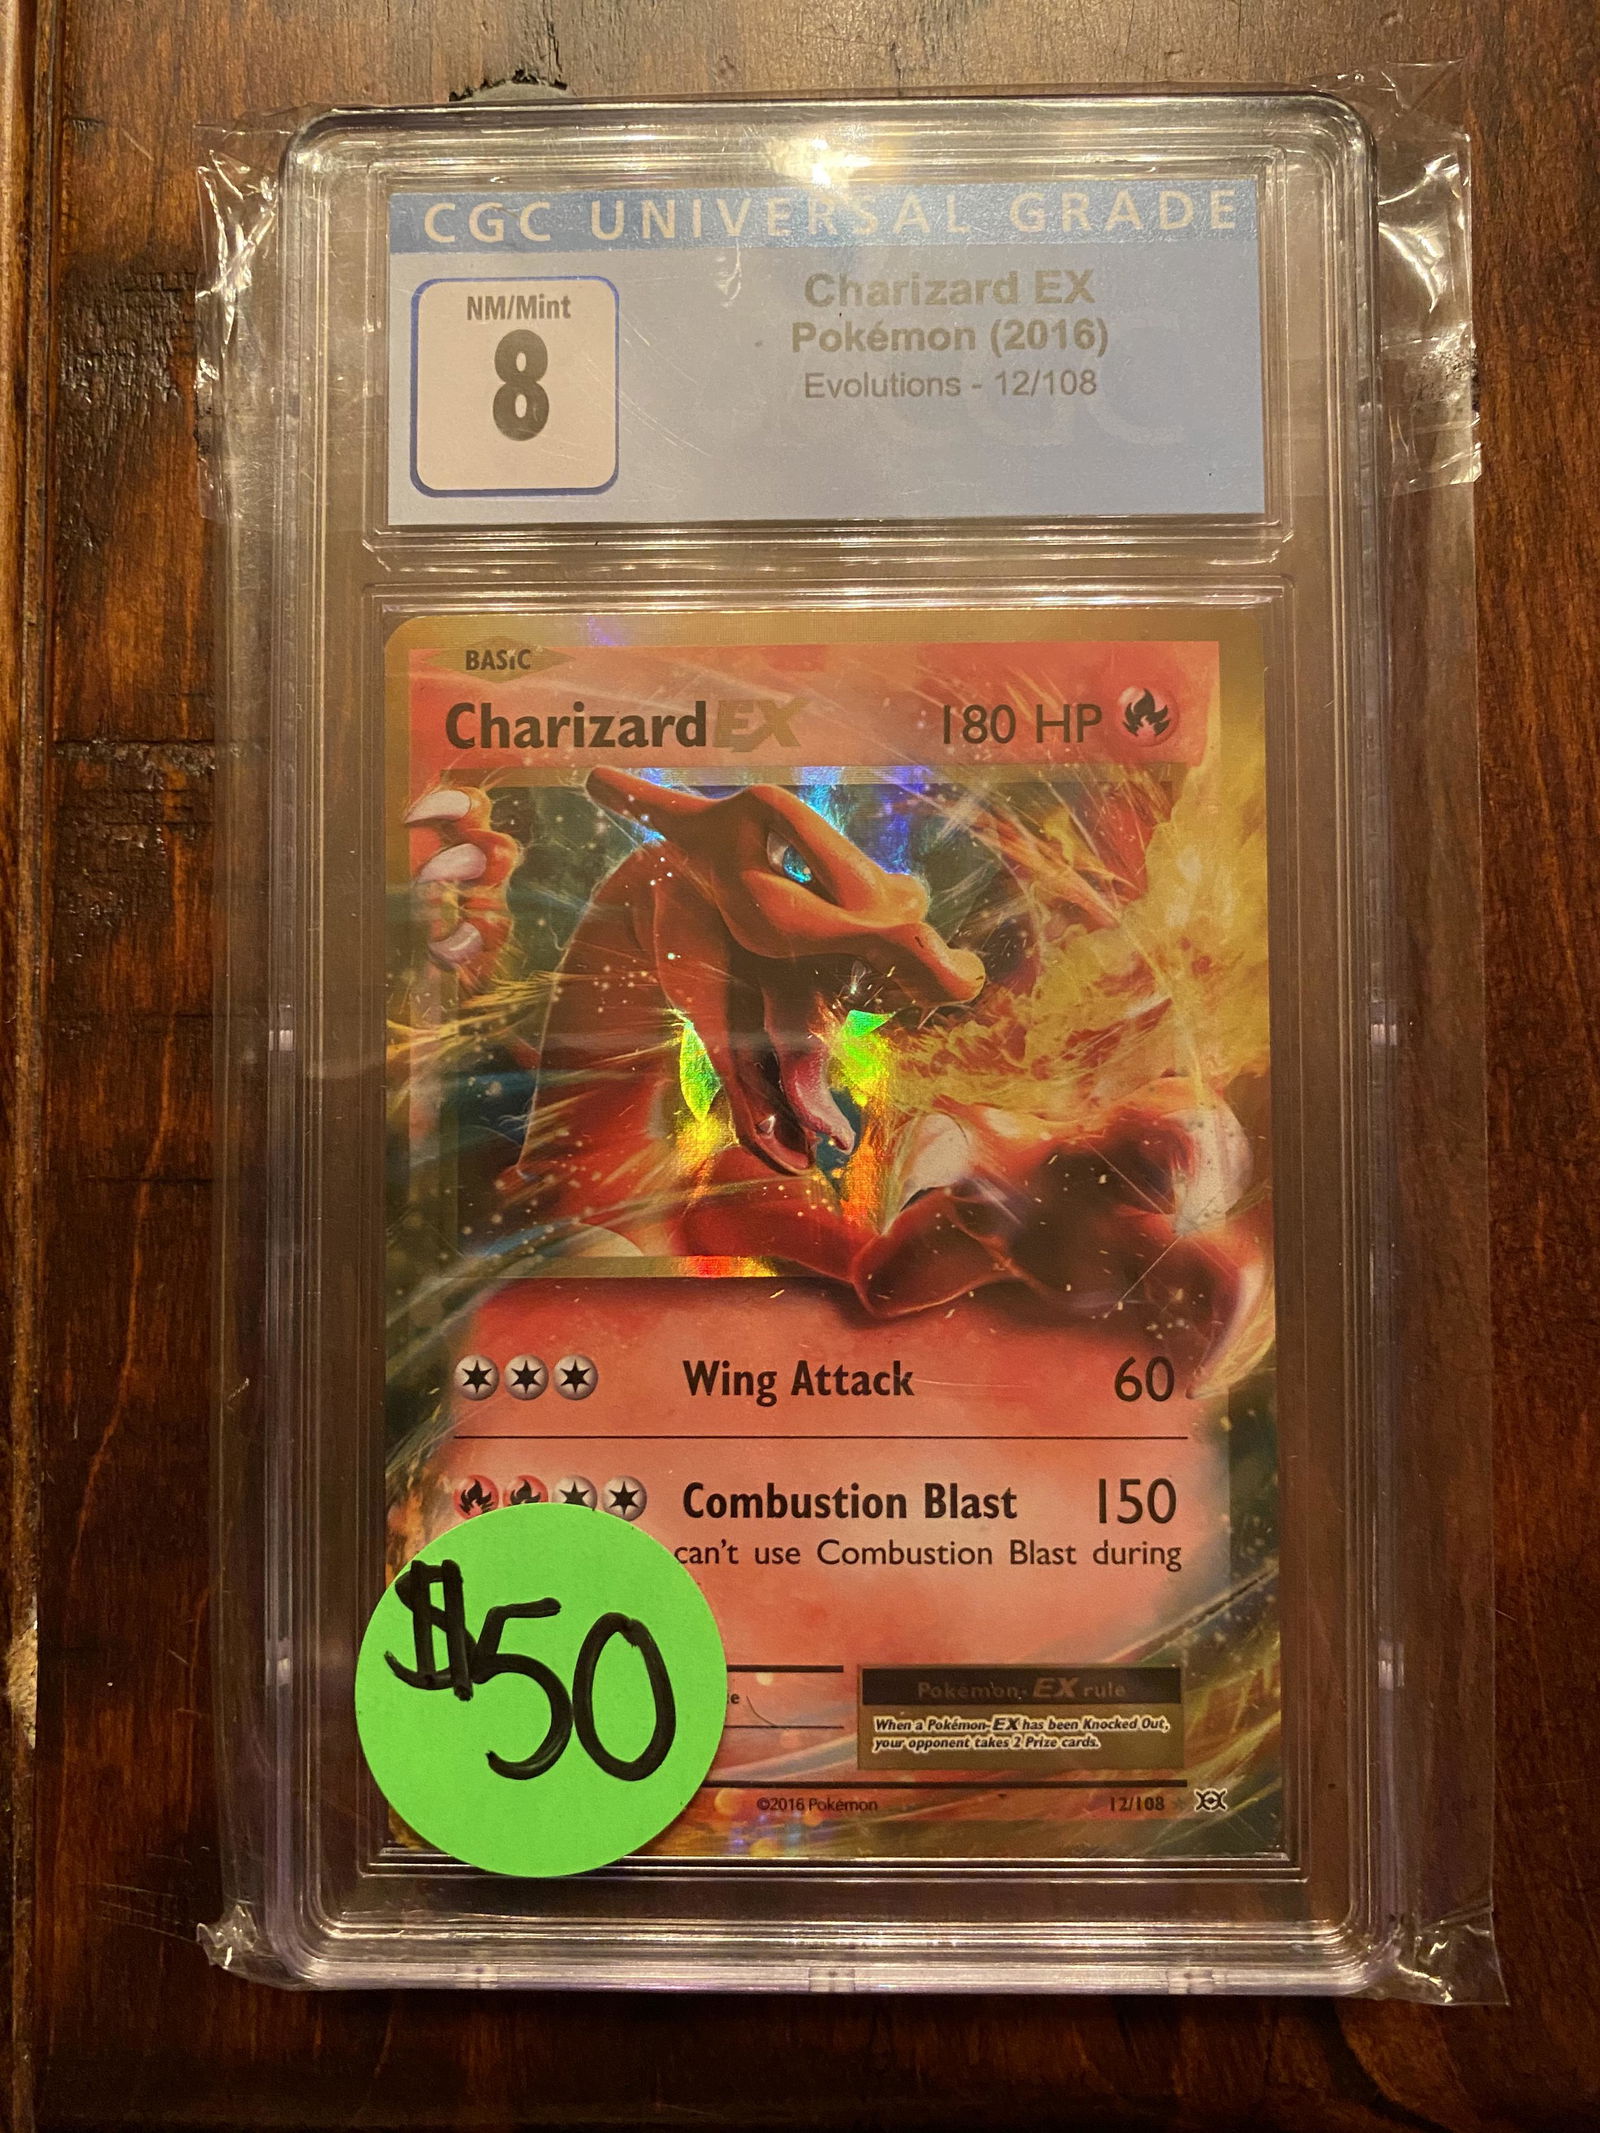 CGC UNIVERSAL GRADE
NM/Mint
8
Charizard EX
Pokémon (2016)
Evolutions - 12/108
BASIC
Charizard EX 180 HP
Wing Attack 60
Combustion Blast 150
can't use Combustion Blast during
$50
Pokémon-EX rule
When a Pokémon-EX has been Knocked Out,
your opponent takes 2 Prize cards.
©2016 Pokémon
12/108